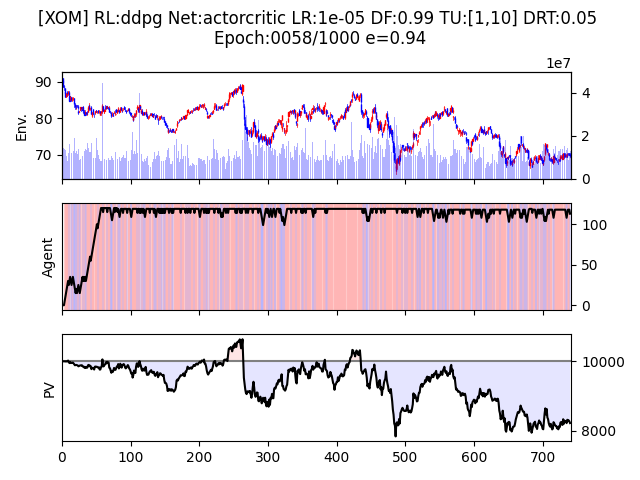 [XOM] RL:ddpg Net:actorcritic LR:1e-05 DF:0.99 TU:[1,10] DRT:0.05
Epoch:0058/1000 e=0.94
1e7
90
80
70
Env.
4
2
0
Agent
100
50
0
PV
10000
8000
0 100 200 300 400 500 600 700